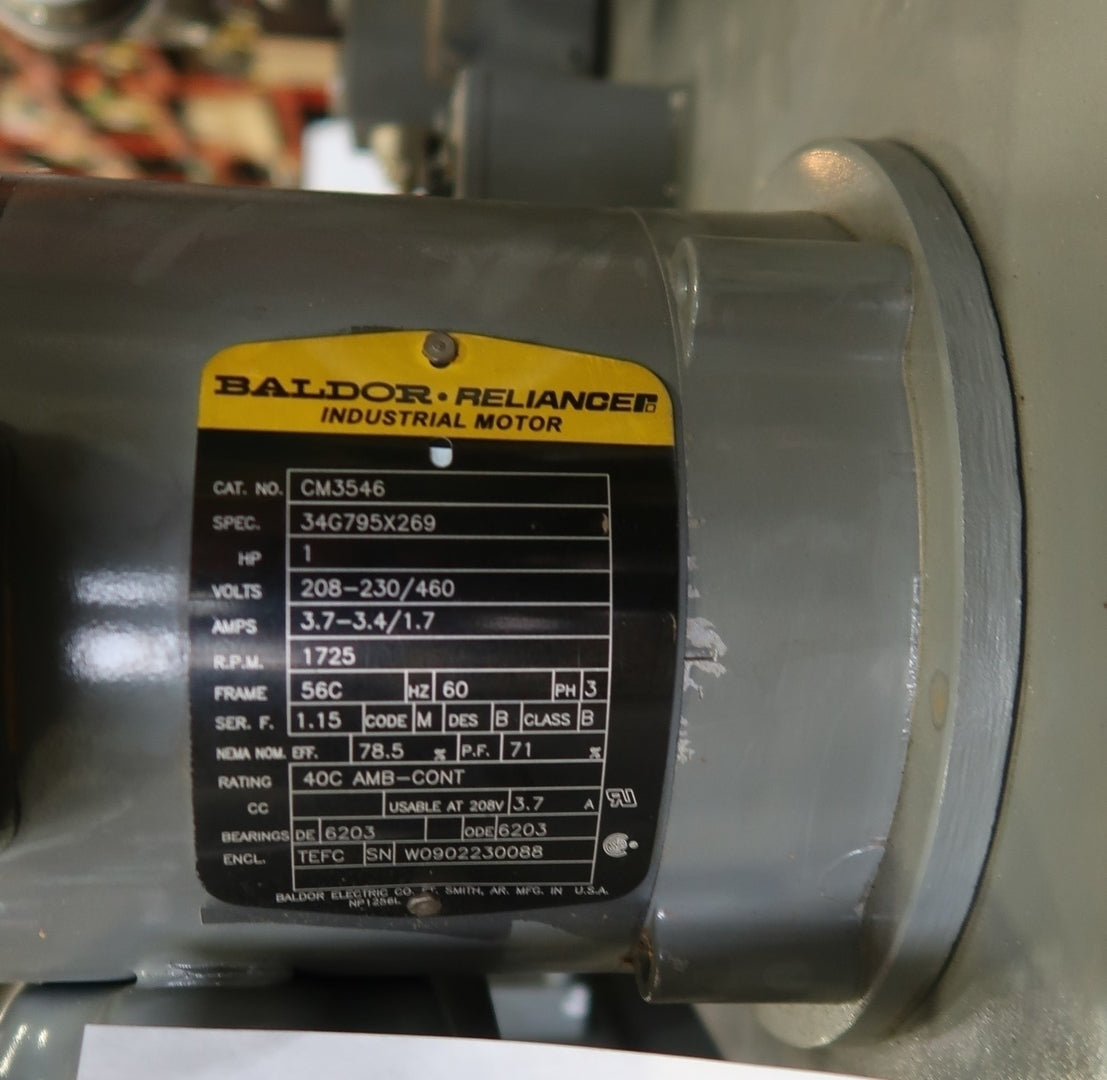 BALDOR • RELIANCER
INDUSTRIAL MOTOR
CAT. NO. CM3546
SPEC. 34G795X269
HP 1
VOLTS 208-230/460
AMPS 3.7-3.4/1.7
R.P.M. 1725
FRAME 56C HZ 60 PH 3
SER. F. 1.15 CODE M DES B CLASS B
NEMA NOM. EFF. 78.5 % P.F. 71 %
RATING 40C AMB-CONT
CC USABLE AT 208V 3.7 A
BEARINGS DE 6203 ODE 6203
ENCL. TEFC SN W0902230088
BALDOR ELECTRIC CO. FT. SMITH, AR. MFG. IN U.S.A.
NP1256L